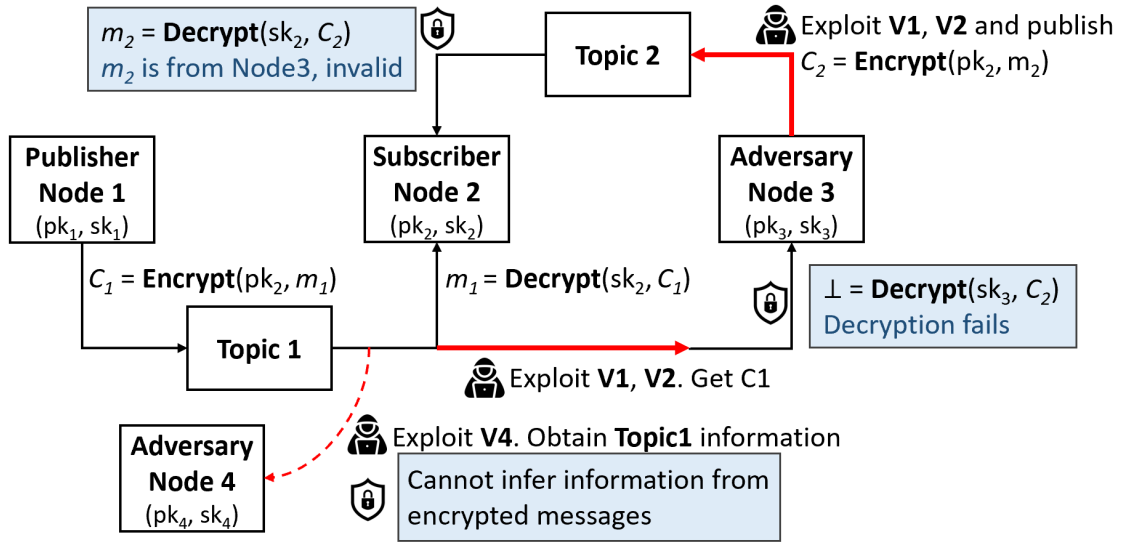 m₂ = Decrypt(sk₂, C₂)
m₂ is from Node3, invalid
Topic 2
Exploit V1, V2 and publish
C₂ = Encrypt(pk₂, m₂)
Publisher
Node 1
(pk₁, sk₁)
Subscriber
Node 2
(pk₂, sk₂)
Adversary
Node 3
(pk₃, sk₃)
C₁ = Encrypt(pk₂, m₁)
m₁ = Decrypt(sk₂, C₁)
⊥ = Decrypt(sk₃, C₂)
Decryption fails
Topic 1
Exploit V1, V2. Get C1
Exploit V4. Obtain Topic1 information
Adversary
Node 4
(pk₄, sk₄)
Cannot infer information from
encrypted messages